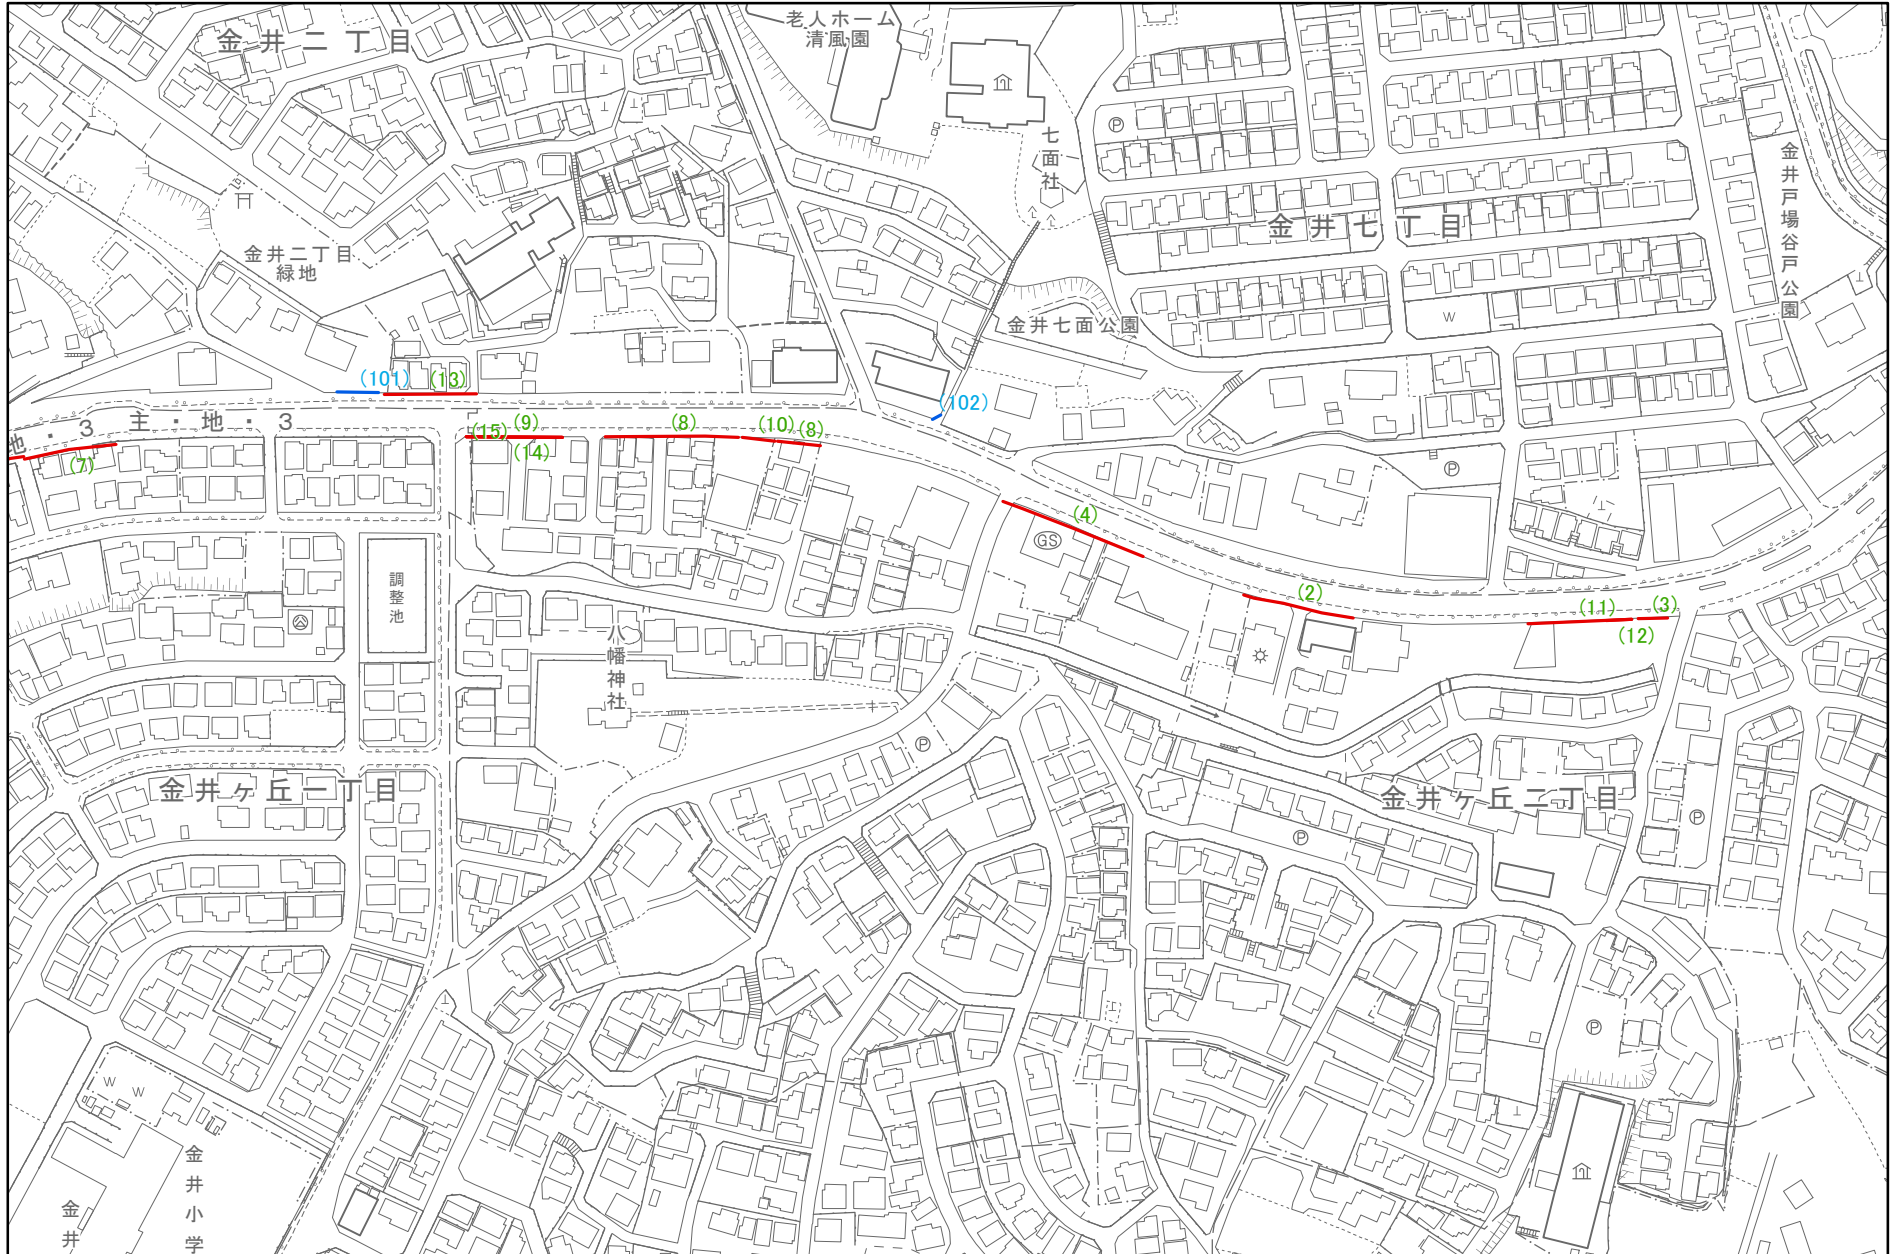 金井二丁目
老人ホーム
清風園
七面社
金井七丁目
金井戸場谷戸公園
金井二丁目
緑地
金井七面公園
Ⓟ
W
(101)
(13)
(102)
主・地・3
地・3
(7)
(15)
(9)
(14)
(8)
(10)
(8)
Ⓟ
(4)
GS
(2)
(11)
(3)
(12)
調整池
八幡神社
Ⓟ
金井ヶ丘一丁目
金井ヶ丘二丁目
Ⓟ
Ⓟ
Ⓟ
W
W
金井小学
金井